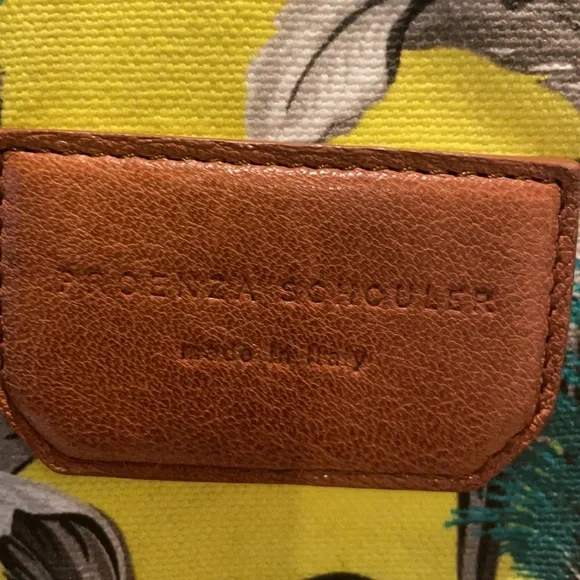 PROENZA SCHOULER
made in Italy